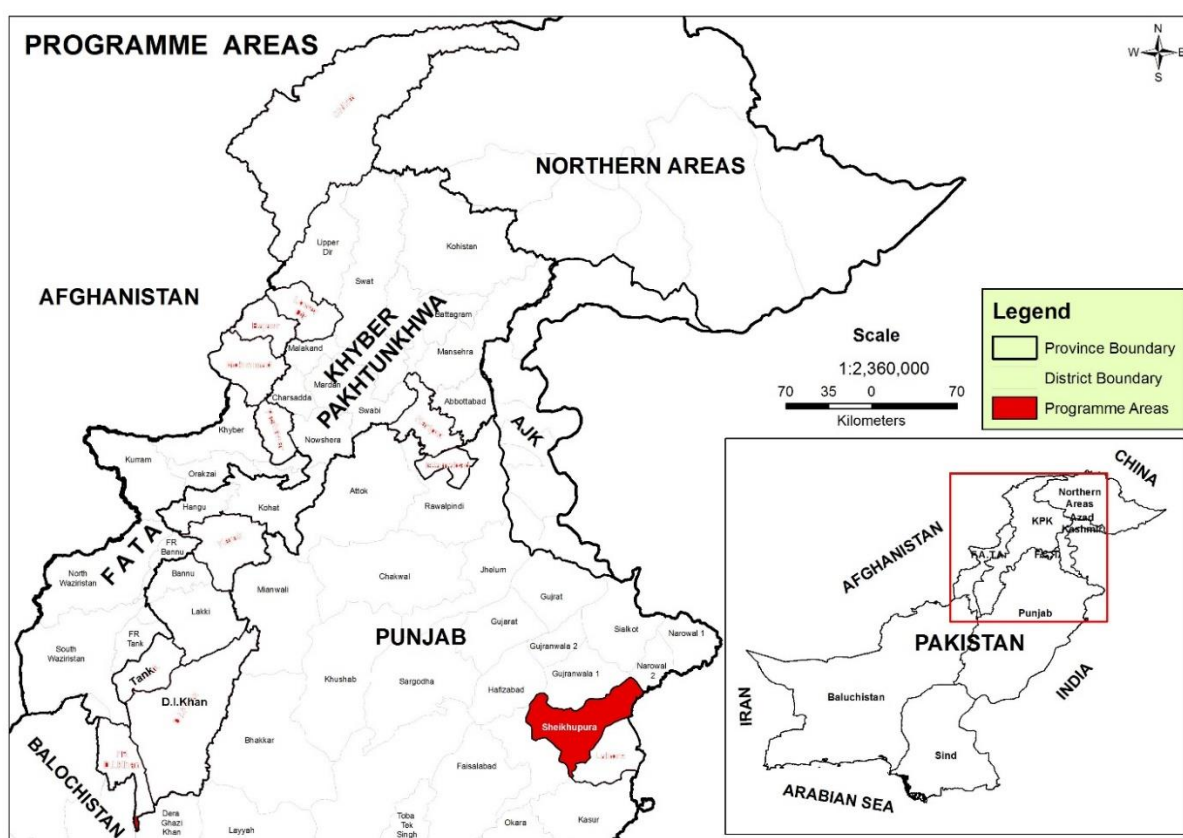 PROGRAMME AREAS
N
W
E
S
NORTHERN AREAS
Upper
Dir
Kohistan
Swat
AFGHANISTAN
Battagram
Malakand
KHYBER
PAKHTUNKHWA
Mansehra
Mardan
Charsadda
Swabi
Abbottabad
Khyber
Nowshera
AJK
Kurram
Orakzai
Attok
Rawalpindi
Hangu
Kohat
FATA
FR
Bannu
North
Waziristan
Bannu
Mianwali
Chakwal
Jhelum
Gujrat
Lakki
FR
Tank
PUNJAB
Gujarat
Sialkot
Narowal 1
South
Waziristan
Gujranwala 2
Tank
Khushab
Sargodha
Hafizabad
Gujranwala 1
Narowal
2
D.I.Khan
Sheikhupura
Bhakkar
Lahore
BALOCHISTAN
Faisalabad
Dera
Ghazi
Khan
Layyah
Toba
Tek
Singh
Okara
Kasur
Scale
1:2,360,000
70 35 0 70
Kilometers
Legend
Province Boundary
District Boundary
Programme Areas
CHINA
Northern
Areas
Azad
Kashmir
KPK
AFGHANISTAN
Punjab
PAKISTAN
INDIA
Baluchistan
IRAN
Sind
ARABIAN SEA